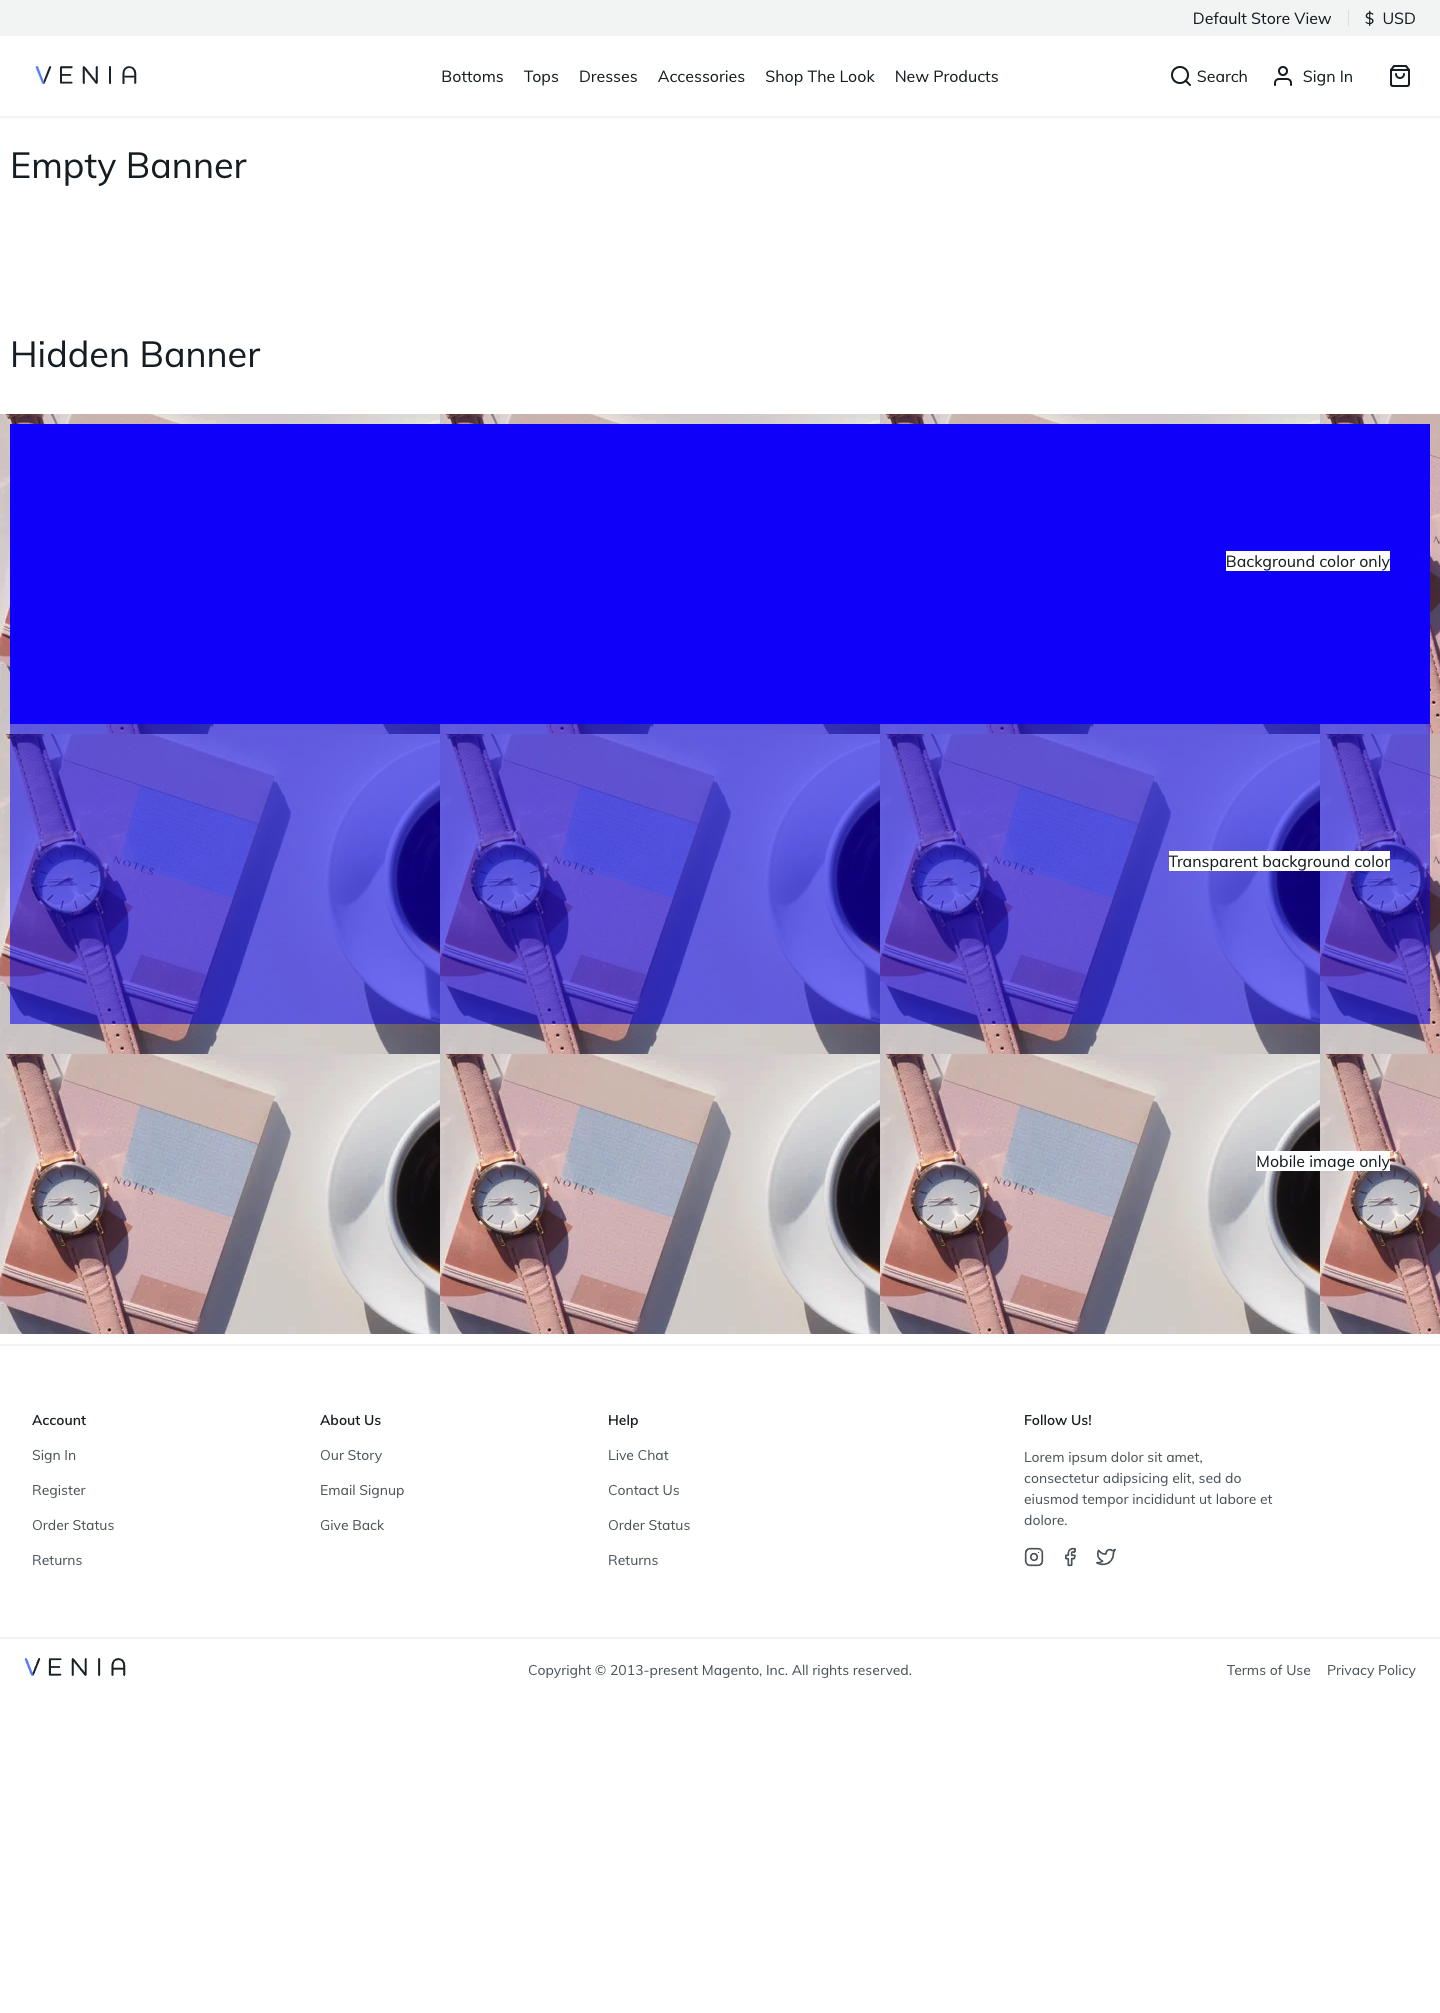 Default Store View
$ USD
VENIA
Bottoms
Tops
Dresses
Accessories
Shop The Look
New Products
Search
Sign In
Empty Banner
Hidden Banner
Background color only
NOTES
NOTES
NOTES
Transparent background color
NOTES
NOTES
NOTES
Mobile image only
Account
Sign In
Register
Order Status
Returns
About Us
Our Story
Email Signup
Give Back
Help
Live Chat
Contact Us
Order Status
Returns
Follow Us!
Lorem ipsum dolor sit amet,
consectetur adipsicing elit, sed do
eiusmod tempor incididunt ut labore et
dolore.
VENIA
Copyright © 2013-present Magento, Inc. All rights reserved.
Terms of Use
Privacy Policy